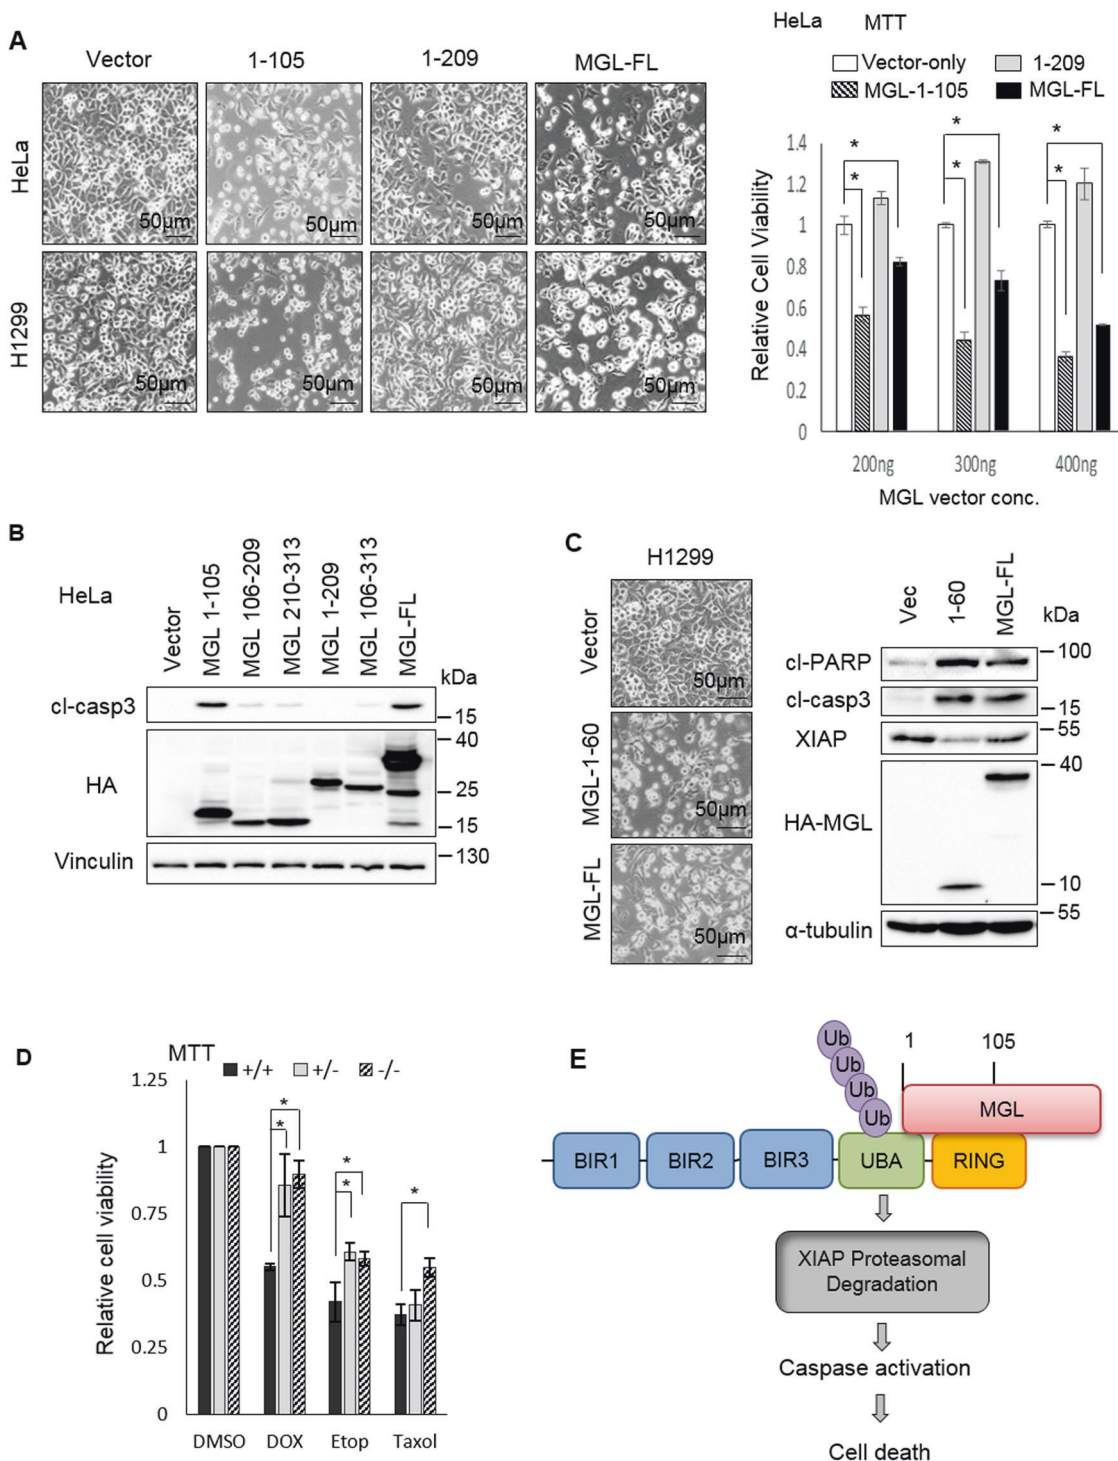 A
Vector
1-105
1-209
MGL-FL
HeLa
50µm
50µm
50µm
50µm
H1299
50µm
50µm
50µm
50µm
HeLa MTT
Vector-only
1-209
MGL-1-105
MGL-FL
Relative Cell Viability
1.4
1.2
1
0.8
0.6
0.4
0.2
0
*
*
*
*
*
*
200ng
300ng
400ng
MGL vector conc.
B
HeLa
Vector
MGL 1-105
MGL 106-209
MGL 210-313
MGL 1-209
MGL 106-313
MGL-FL
kDa
cl-casp3
15
HA
40
25
15
Vinculin
130
C
H1299
Vector
50µm
MGL-1-60
50µm
MGL-FL
50µm
Vec
1-60
MGL-FL
kDa
cl-PARP
100
cl-casp3
15
XIAP
55
HA-MGL
40
10
α-tubulin
55
D
MTT
+/+
+/-
-/-
Relative cell viability
1.25
1
0.75
0.5
0.25
0
*
*
*
*
*
DMSO
DOX
Etop
Taxol
E
Ub
Ub
Ub
Ub
1
105
MGL
BIR1
BIR2
BIR3
UBA
RING
XIAP Proteasomal
Degradation
Caspase activation
Cell death